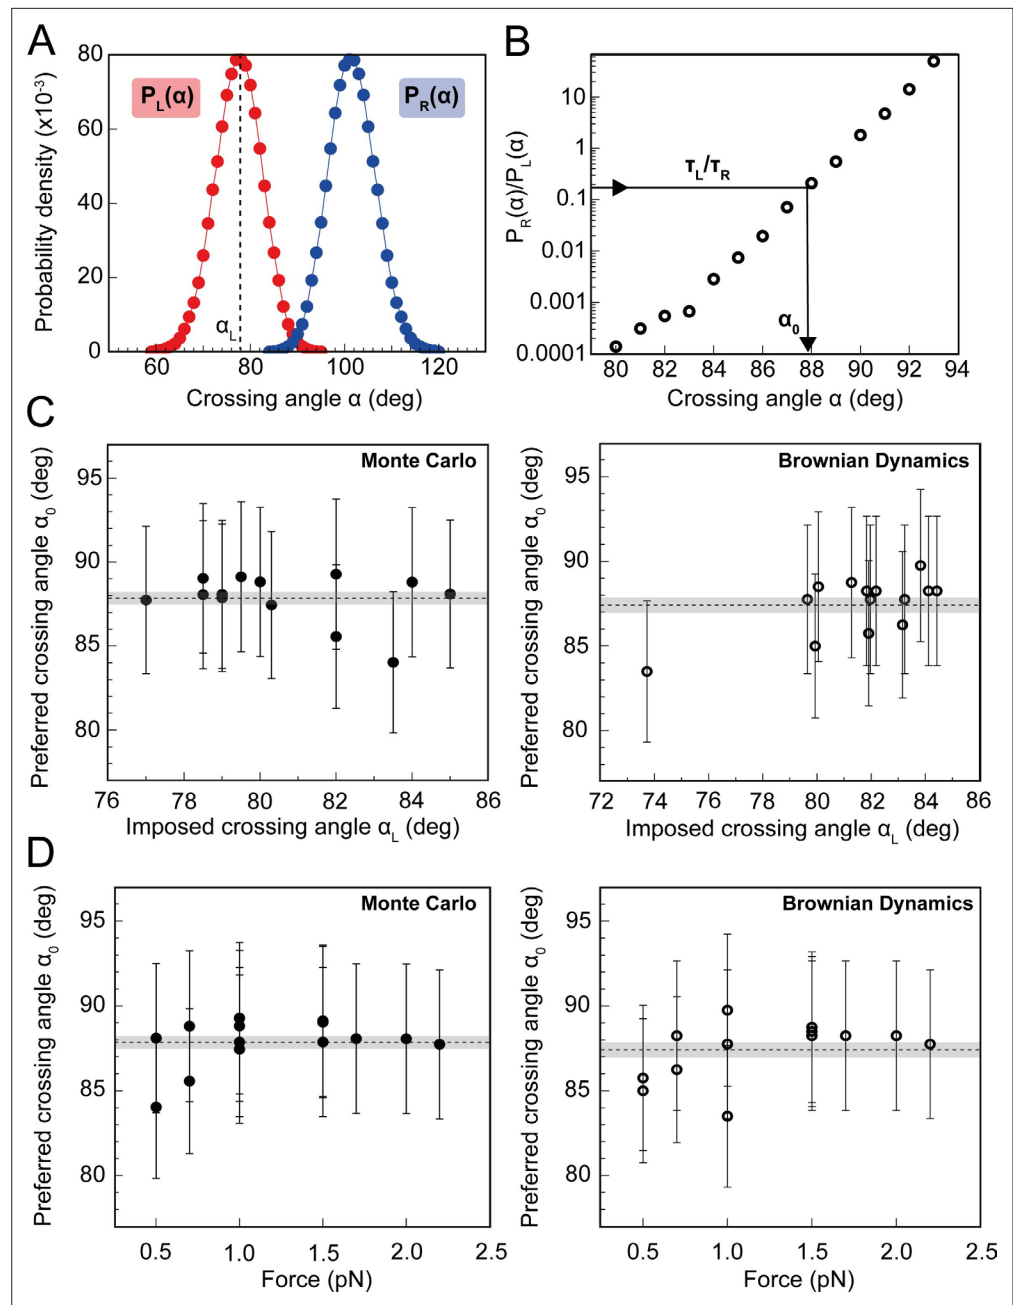 A
Probability density (x10⁻³)
80
60
40
20
0
P_L(α)
P_R(α)
α_L
60
80
100
120
Crossing angle α (deg)
B
P_R(α)/P_L(α)
10
1
0.1
0.01
0.001
0.0001
τ_L/τ_R
α_0
80 82 84 86 88 90 92 94
Crossing angle α (deg)
C
Preferred crossing angle α_0 (deg)
95
90
85
80
Monte Carlo
76 78 80 82 84 86
Imposed crossing angle α_L (deg)
Preferred crossing angle α_0 (deg)
95
90
85
80
Brownian Dynamics
72 74 76 78 80 82 84 86
Imposed crossing angle α_L (deg)
D
Preferred crossing angle α_0 (deg)
95
90
85
80
Monte Carlo
0.5 1.0 1.5 2.0 2.5
Force (pN)
Preferred crossing angle α_0 (deg)
95
90
85
80
Brownian Dynamics
0.5 1.0 1.5 2.0 2.5
Force (pN)